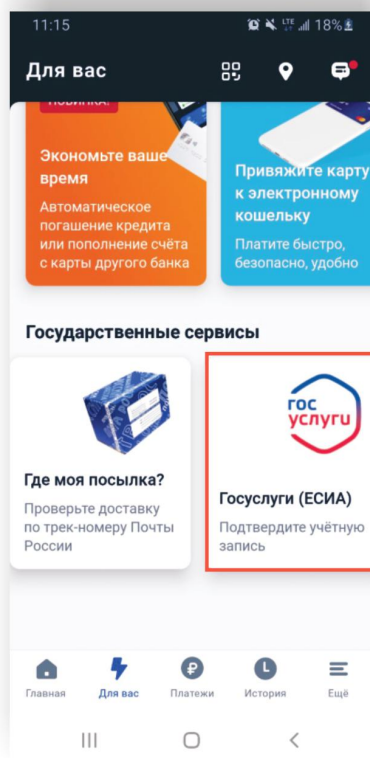 11:15
LTE
18%
Для вас
НОВИНКА!
Экономьте ваше
время
Автоматическое
погашение кредита
или пополнение счёта
с карты другого банка
Привяжите карту
к электронному
кошельку
Платите быстро,
безопасно, удобно
Государственные сервисы
Где моя посылка?
Проверьте доставку
по трек-номеру Почты
России
гос
услуги
Госуслуги (ЕСИА)
Подтвердите учётную
запись
Главная
Для вас
Платежи
История
Ещё